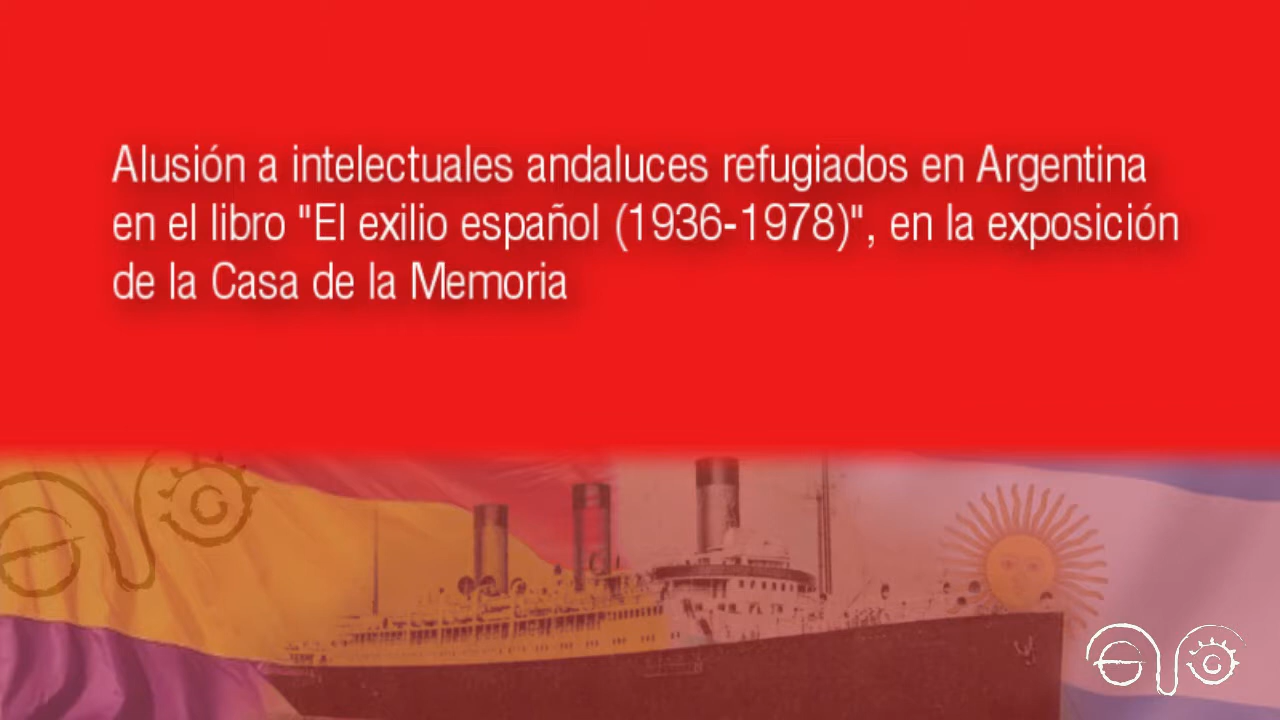 Alusión a intelectuales andaluces refugiados en Argentina
en el libro "El exilio español (1936-1978)", en la exposición
de la Casa de la Memoria